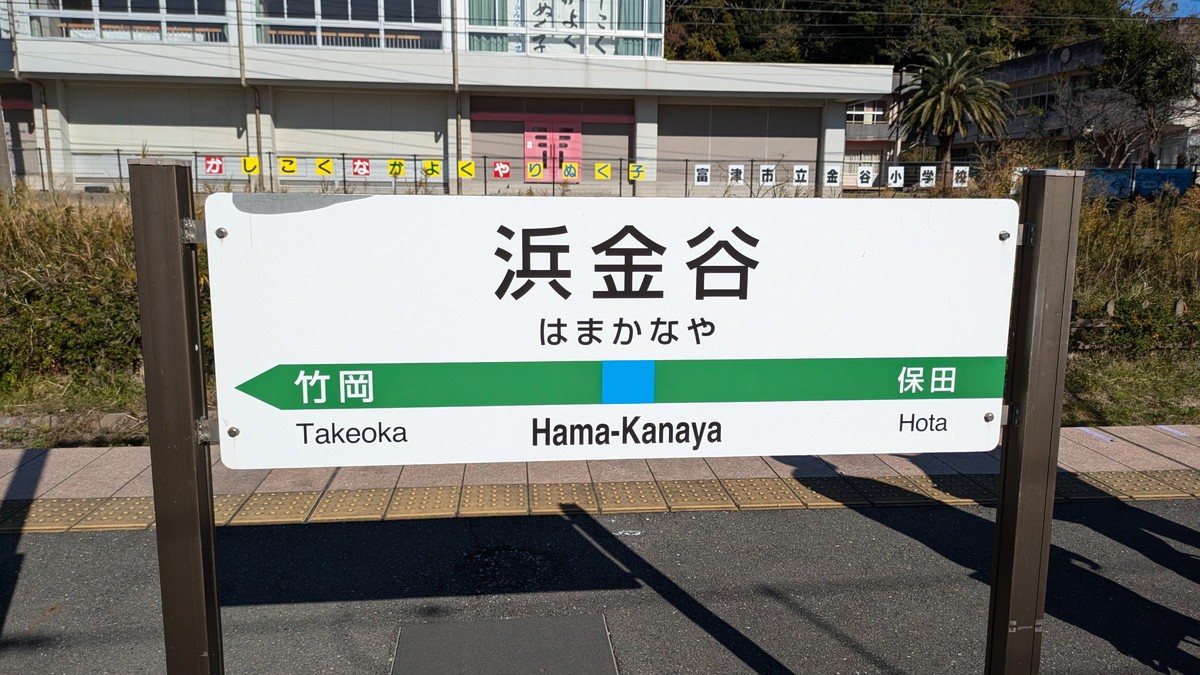 かしこくなかよくやりぬく子
富津市立金谷小学校
浜金谷
はまかなや
竹岡 保田
Takeoka Hama-Kanaya Hota